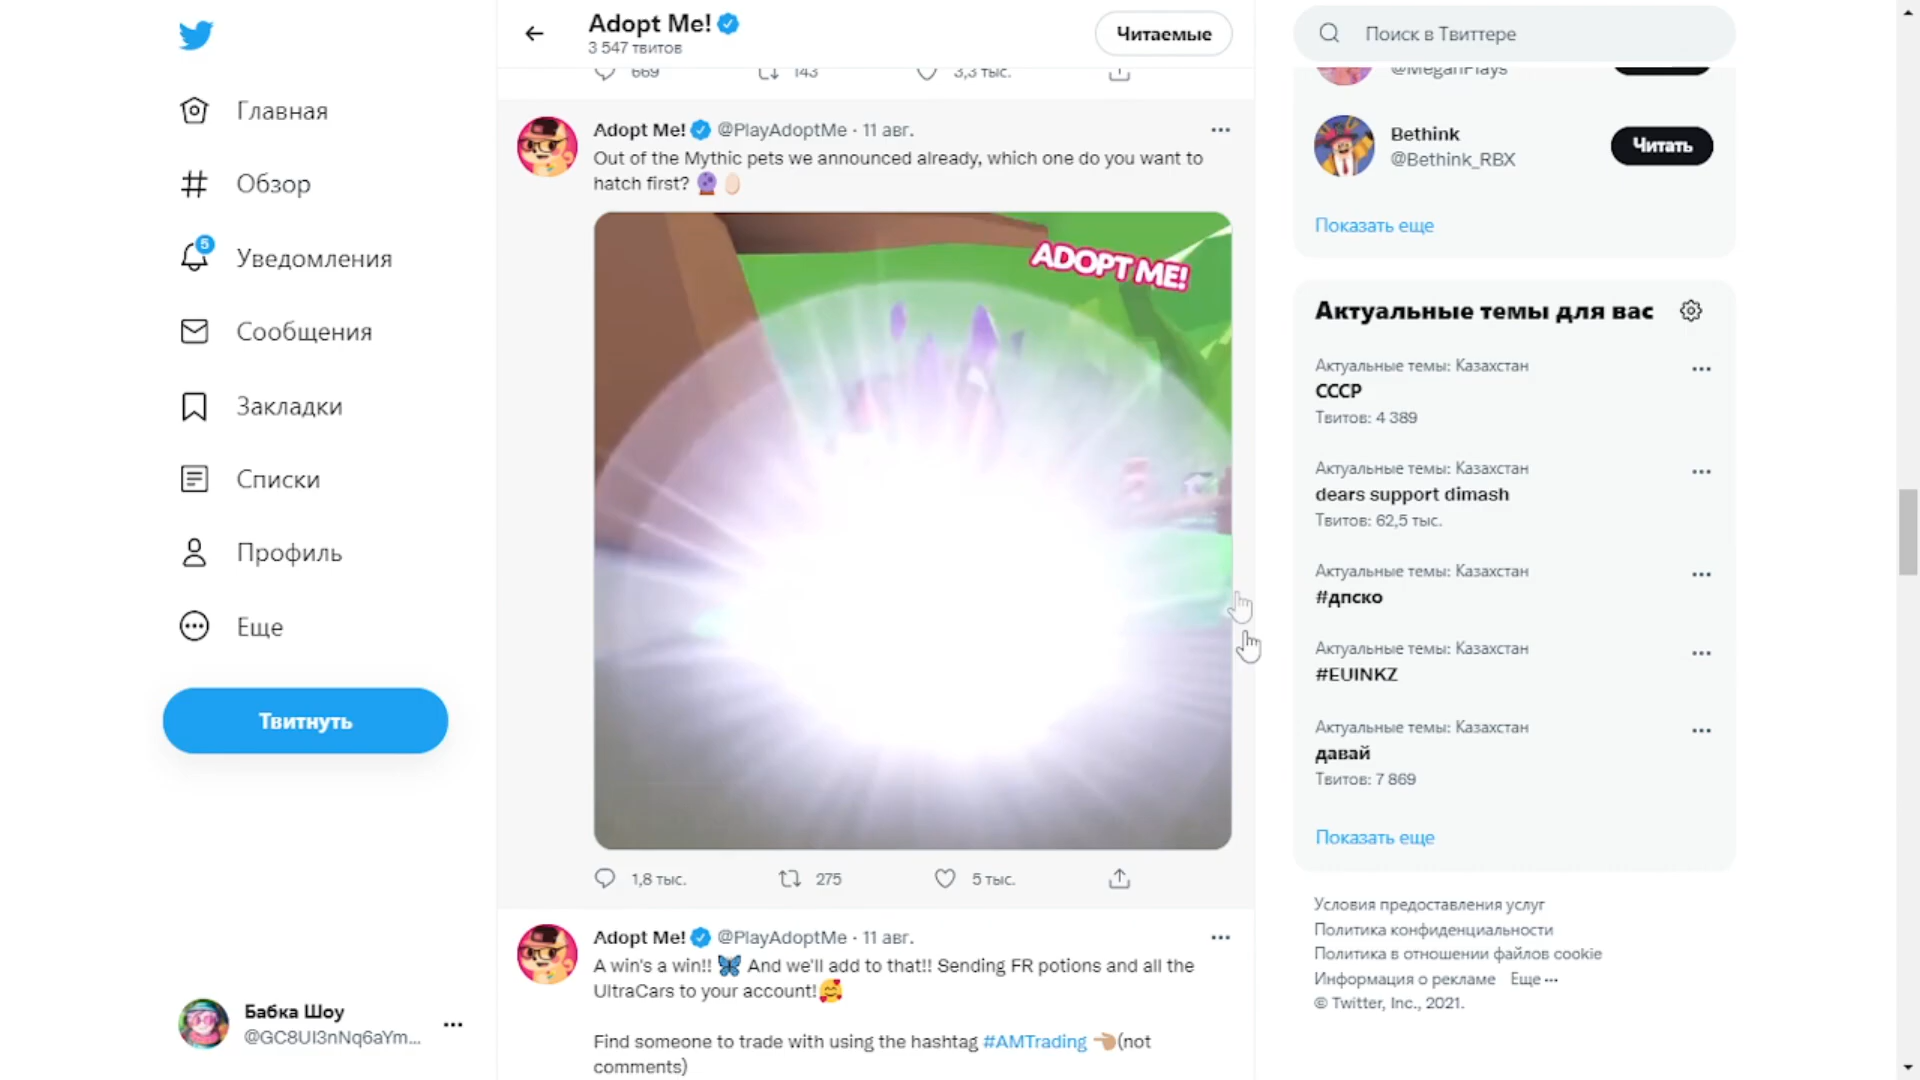 Главная
Обзор
5
Уведомления
Сообщения
Закладки
Списки
Профиль
Еще
Твитнуть
Бабка Шоу
@GC8UI3nNq6aYm...
Adopt Me!
3 547 твитов
Читаемые
669 143 3,3 тыс.
Adopt Me! @PlayAdoptMe · 11 авг.
Out of the Mythic pets we announced already, which one do you want to
hatch first?
ADOPT ME!
1,8 тыс. 275 5 тыс.
Adopt Me! @PlayAdoptMe · 11 авг.
A win's a win!! And we'll add to that!! Sending FR potions and all the
UltraCars to your account!
Find someone to trade with using the hashtag #AMTrading (not
comments)
Поиск в Твиттере
@MeganPlays
Bethink
@Bethink_RBX
Читать
Показать еще
Актуальные темы для вас
Актуальные темы: Казахстан
СССР
Твитов: 4 389
Актуальные темы: Казахстан
dears support dimash
Твитов: 62,5 тыс.
Актуальные темы: Казахстан
#дпско
Актуальные темы: Казахстан
#EUINKZ
Актуальные темы: Казахстан
давай
Твитов: 7 869
Показать еще
Условия предоставления услуг
Политика конфиденциальности
Политика в отношении файлов cookie
Информация о рекламе Еще ···
© Twitter, Inc., 2021.